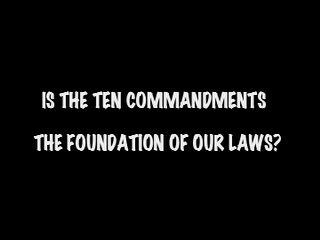 IS THE TEN COMMANDMENTS
THE FOUNDATION OF OUR LAWS?